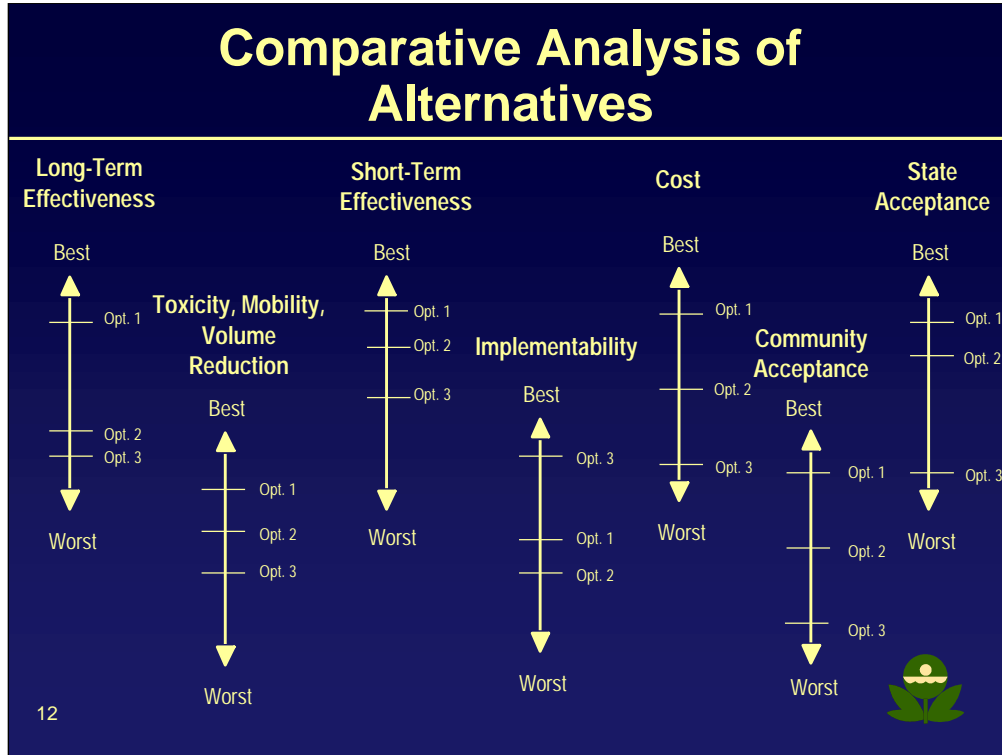 Comparative Analysis of
Alternatives
Long-Term
Effectiveness
Best
Opt. 1
Opt. 2
Opt. 3
Worst
Toxicity, Mobility,
Volume
Reduction
Best
Opt. 1
Opt. 2
Opt. 3
Worst
Short-Term
Effectiveness
Best
Opt. 1
Opt. 2
Opt. 3
Worst
Implementability
Best
Opt. 3
Opt. 1
Opt. 2
Worst
Cost
Best
Opt. 1
Opt. 2
Opt. 3
Worst
Community
Acceptance
Best
Opt. 1
Opt. 2
Opt. 3
Worst
State
Acceptance
Best
Opt. 1
Opt. 2
Opt. 3
Worst
12